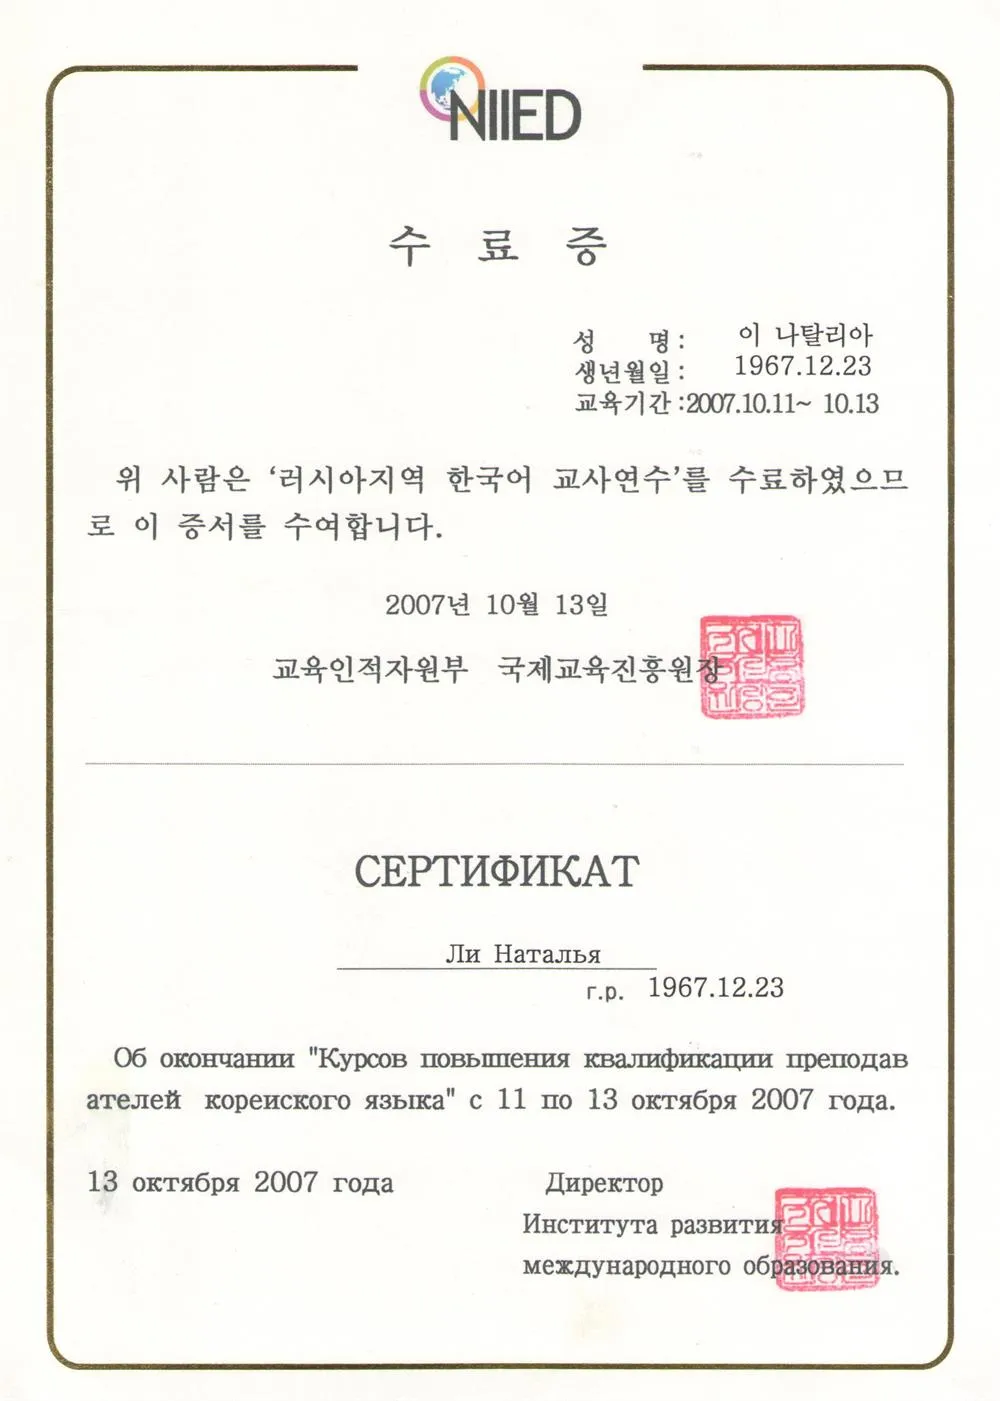 NIIED
수 료 증
성 명 : 이 나탈리아
생년월일 : 1967.12.23
교육기간 :2007.10.11~ 10.13
위 사람은 ‘러시아지역 한국어 교사연수’를 수료하였으므
로 이 증서를 수여합니다.
2007년 10월 13일
교육인적자원부 국제교육진흥원장
СЕРТИФИКАТ
Ли Наталья
г.р. 1967.12.23
Об окончании "Курсов повышения квалификации преподав
ателей кореиского языка" с 11 по 13 октября 2007 года.
13 октября 2007 года
Директор
Института развития
международного образования.